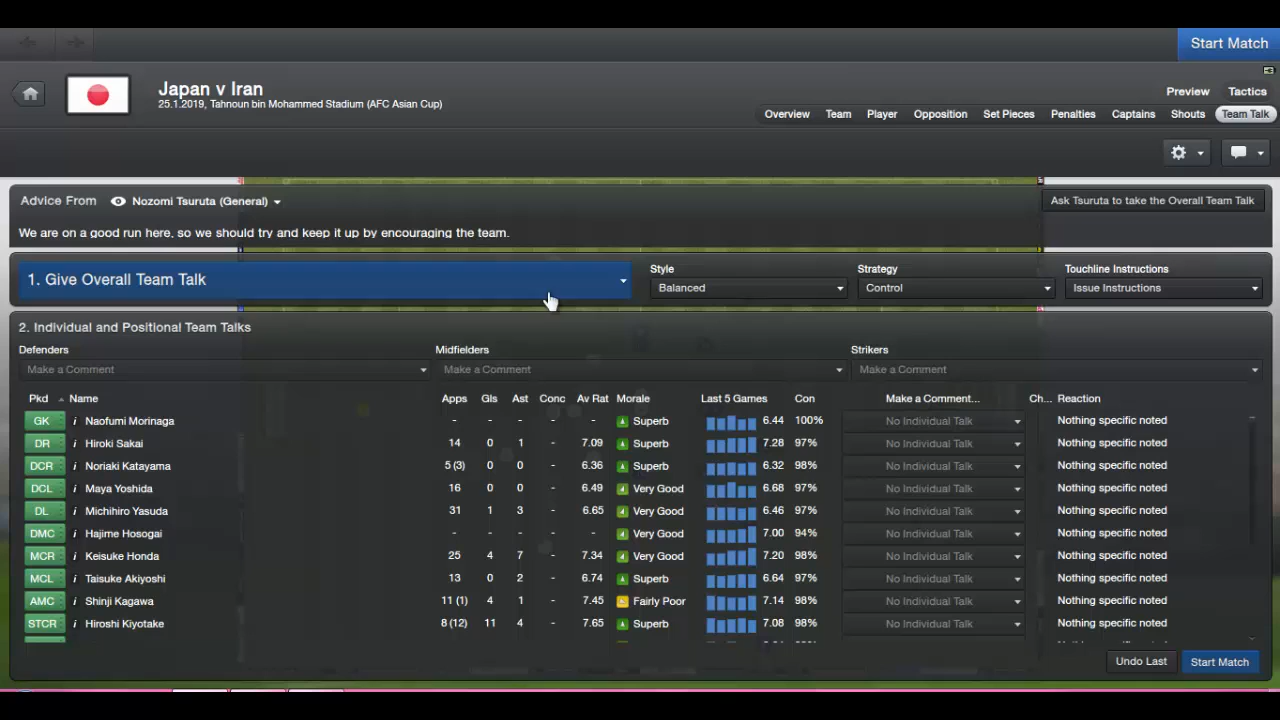 Start Match
Japan v Iran
25.1.2019, Tahnoun bin Mohammed Stadium (AFC Asian Cup)
Preview Tactics
Overview Team Player Opposition Set Pieces Penalties Captains Shouts Team Talk
Advice From Nozomi Tsuruta (General) Ask Tsuruta to take the Overall Team Talk
We are on a good run here, so we should try and keep it up by encouraging the team.
1. Give Overall Team Talk
Style Strategy Touchline Instructions
Balanced Control Issue Instructions
2. Individual and Positional Team Talks
Defenders Midfielders Strikers
Make a Comment Make a Comment Make a Comment
Pkd Name Apps Gls Ast Conc Av Rat Morale Last 5 Games Con Make a Comment... Ch... Reaction
GK i Naofumi Morinaga - - - - - Superb 6.44 100% No Individual Talk Nothing specific noted
DR i Hiroki Sakai 14 0 1 - 7.09 Superb 7.28 97% No Individual Talk Nothing specific noted
DCR i Noriaki Katayama 5 (3) 0 0 - 6.36 Superb 6.32 98% No Individual Talk Nothing specific noted
DCL i Maya Yoshida 16 0 0 - 6.49 Very Good 6.68 97% No Individual Talk Nothing specific noted
DL i Michihiro Yasuda 31 1 3 - 6.65 Very Good 6.46 97% No Individual Talk Nothing specific noted
DMC i Hajime Hosogai - - - - - Very Good 7.00 94% No Individual Talk Nothing specific noted
MCR i Keisuke Honda 25 4 7 - 7.34 Very Good 7.20 98% No Individual Talk Nothing specific noted
MCL i Taisuke Akiyoshi 13 0 2 - 6.74 Superb 6.64 97% No Individual Talk Nothing specific noted
AMC i Shinji Kagawa 11 (1) 4 1 - 7.45 Fairly Poor 7.14 98% No Individual Talk Nothing specific noted
STCR i Hiroshi Kiyotake 8 (12) 11 4 - 7.65 Superb 7.08 98% No Individual Talk Nothing specific noted
Undo Last Start Match